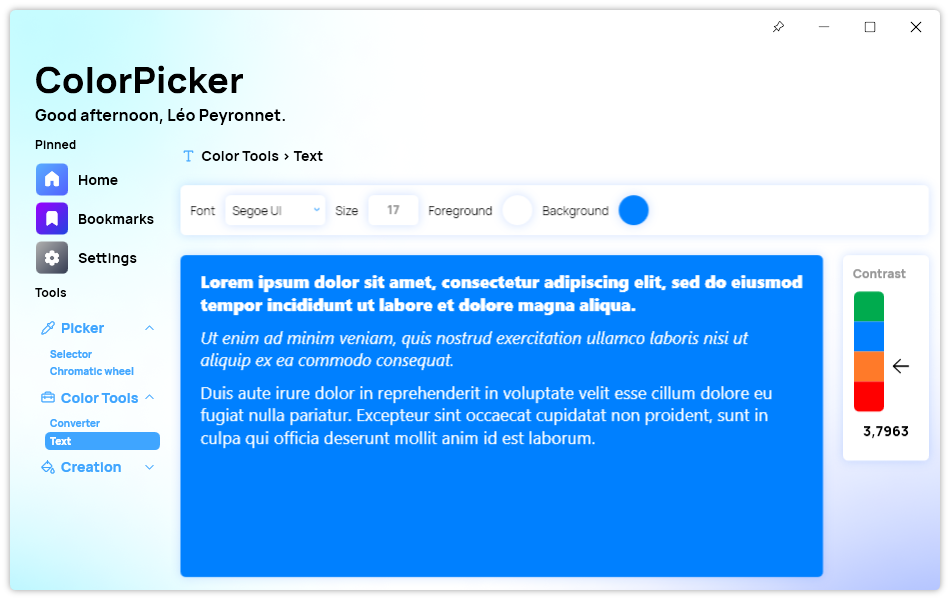 ColorPicker
Good afternoon, Léo Peyronnet.
Pinned
Home
Bookmarks
Settings
Tools
Picker
Selector
Chromatic wheel
Color Tools
Converter
Text
Creation
Color Tools > Text
Font Segoe UI Size 17 Foreground Background
Lorem ipsum dolor sit amet, consectetur adipiscing elit, sed do eiusmod
tempor incididunt ut labore et dolore magna aliqua.
Ut enim ad minim veniam, quis nostrud exercitation ullamco laboris nisi ut
aliquip ex ea commodo consequat.
Duis aute irure dolor in reprehenderit in voluptate velit esse cillum dolore eu
fugiat nulla pariatur. Excepteur sint occaecat cupidatat non proident, sunt in
culpa qui officia deserunt mollit anim id est laborum.
Contrast
3,7963